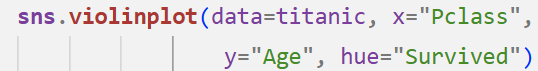 sns.violinplot(data=titanic, x="Pclass",
y="Age", hue="Survived")